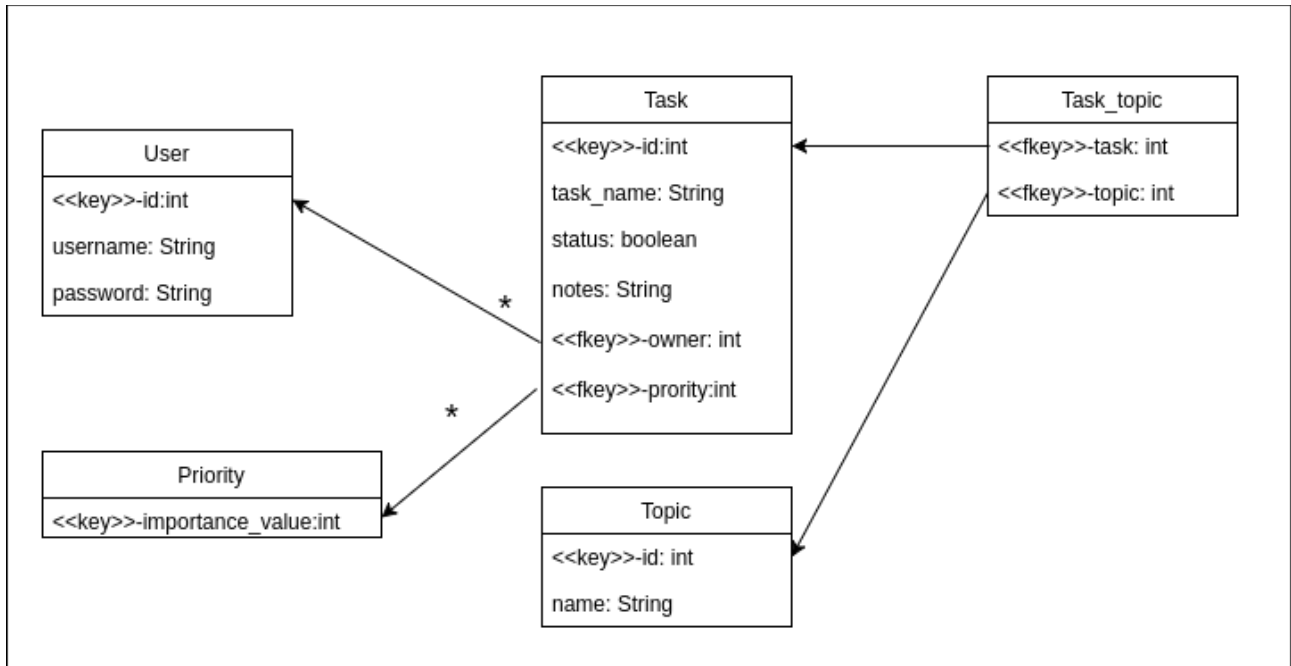 User
<<key>>-id:int
username: String
password: String
Priority
<<key>>-importance_value:int
*
*
Task
<<key>>-id:int
task_name: String
status: boolean
notes: String
<<fkey>>-owner: int
<<fkey>>-prority:int
Topic
<<key>>-id: int
name: String
Task_topic
<<fkey>>-task: int
<<fkey>>-topic: int